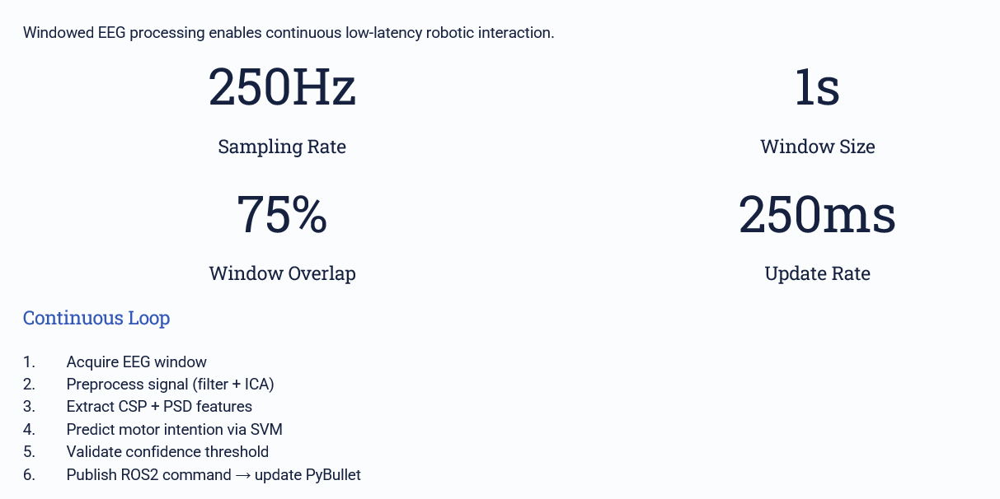 Windowed EEG processing enables continuous low-latency robotic interaction.
250Hz
1s
Sampling Rate
Window Size
75%
250ms
Window Overlap
Update Rate
Continuous Loop
1. Acquire EEG window
2. Preprocess signal (filter + ICA)
3. Extract CSP + PSD features
4. Predict motor intention via SVM
5. Validate confidence threshold
6. Publish ROS2 command → update PyBullet